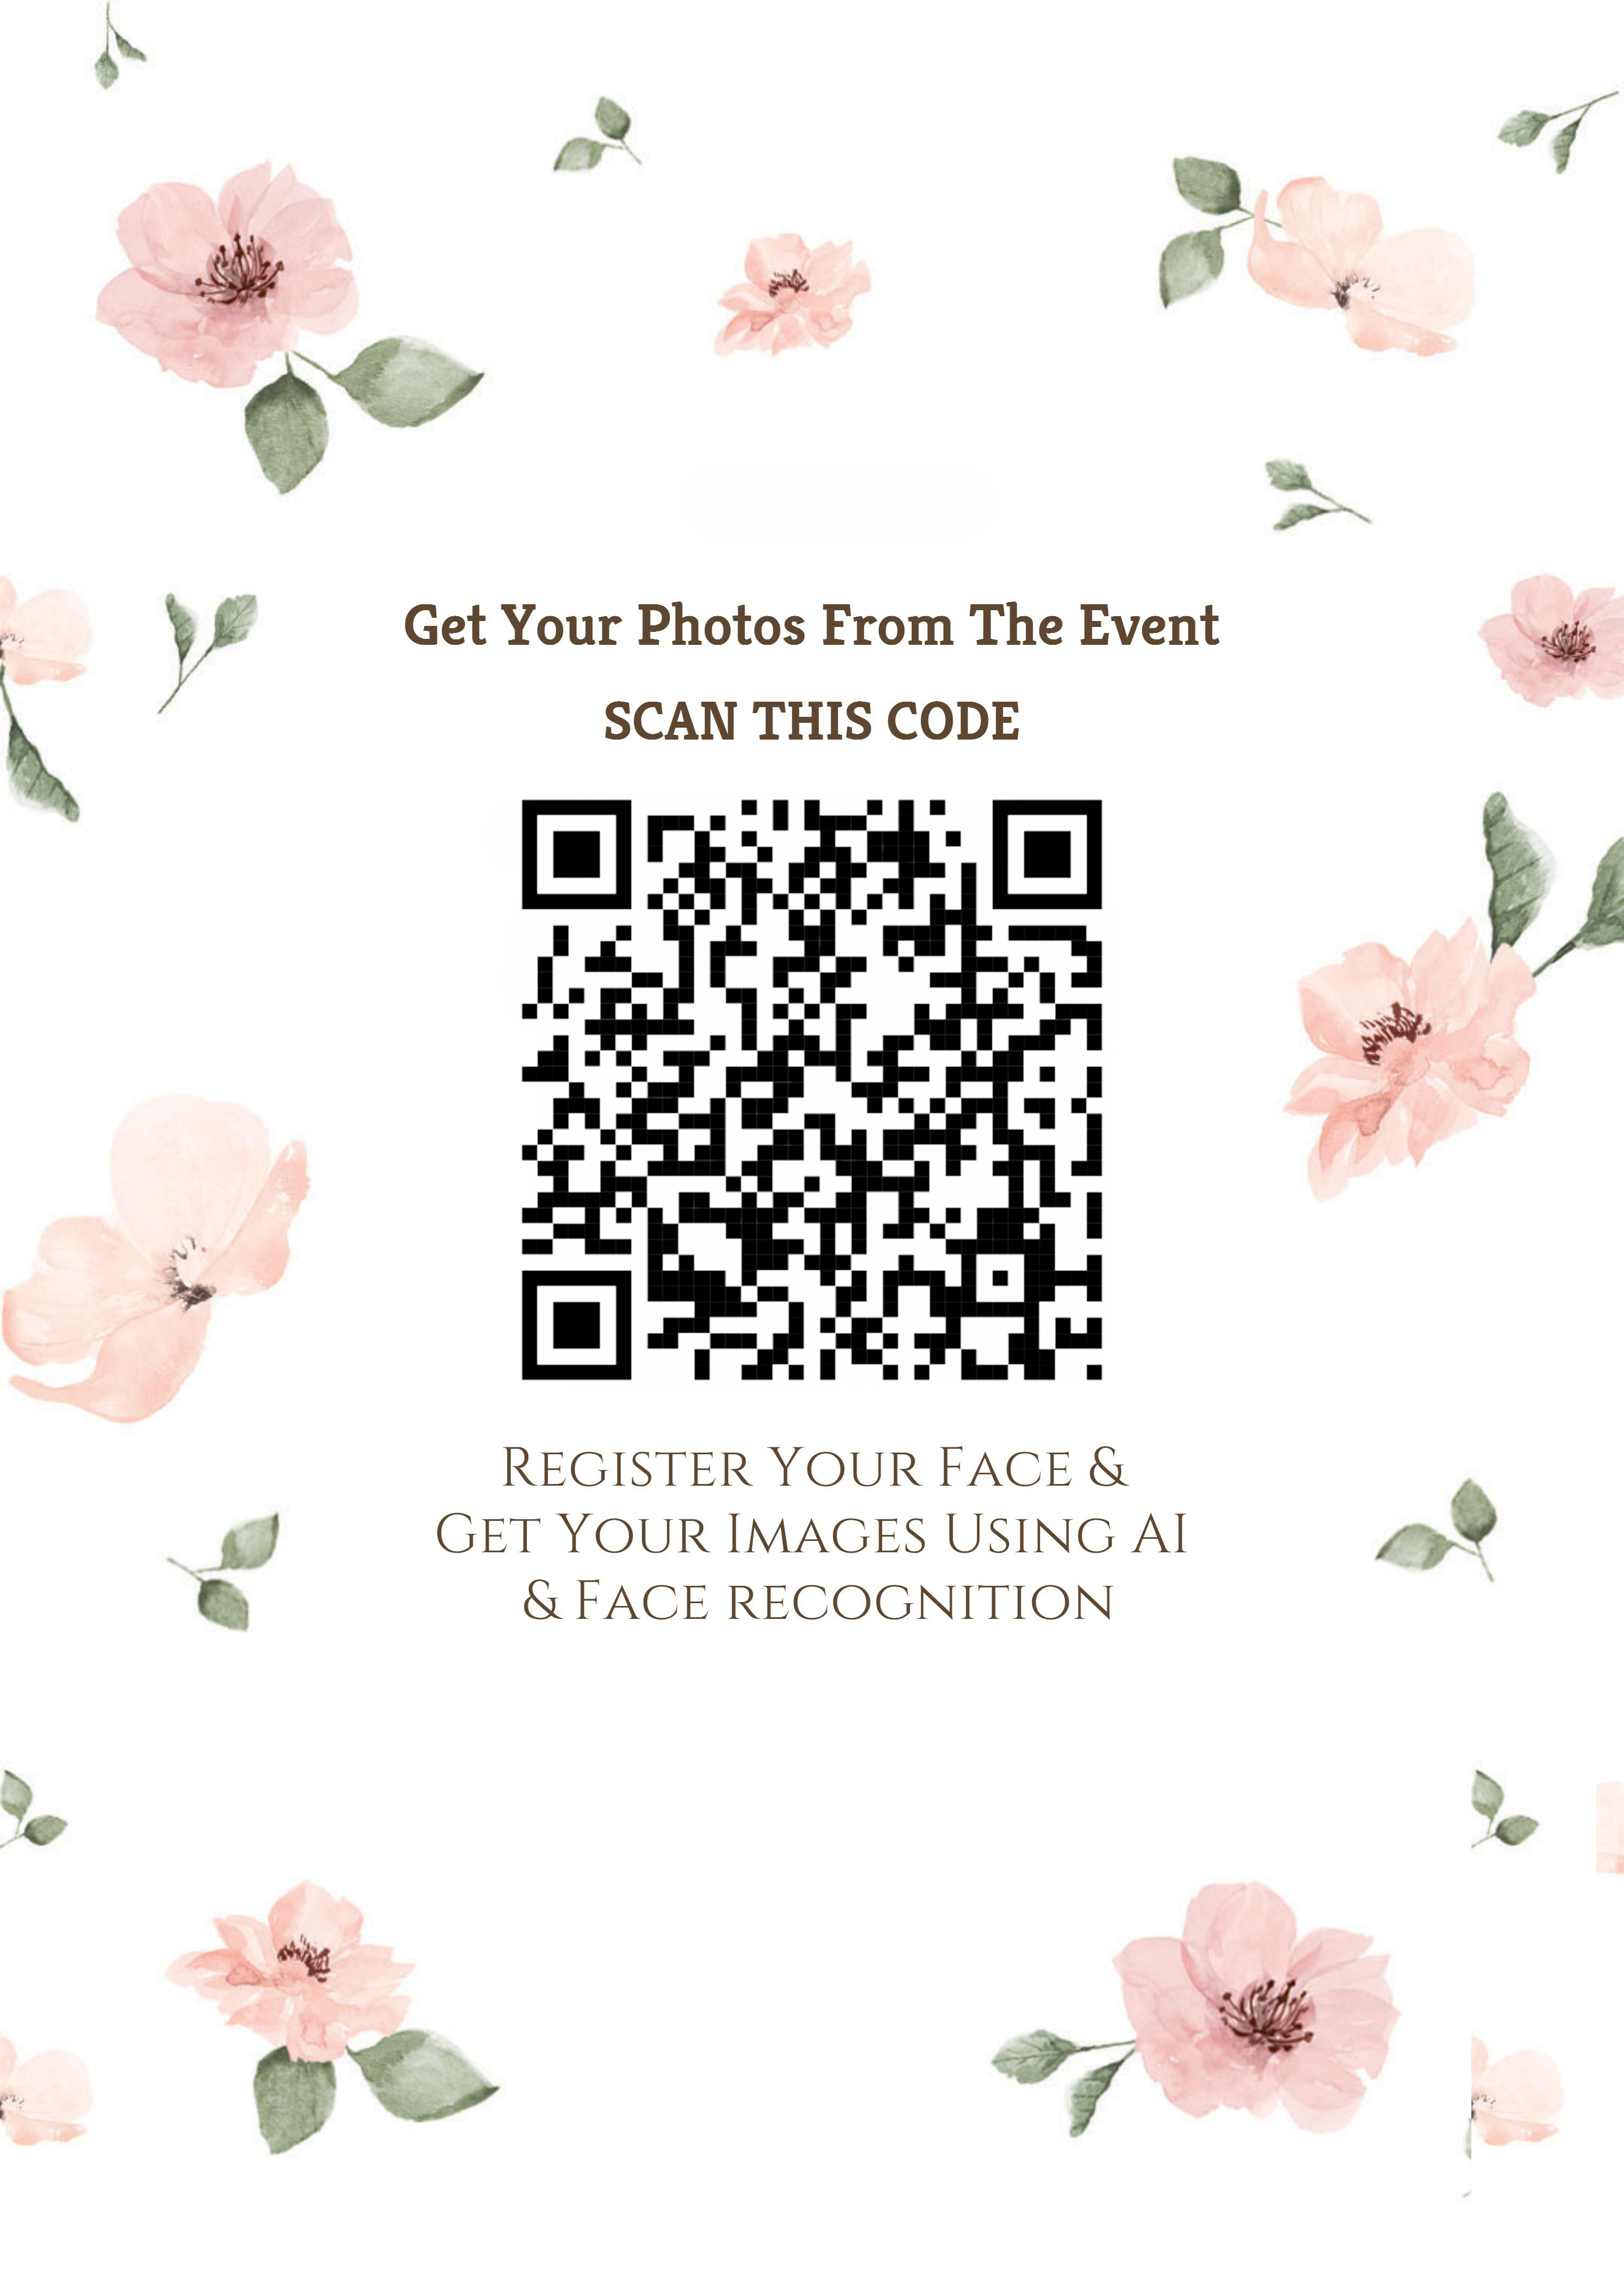 Get Your Photos From The Event
SCAN THIS CODE
Register Your Face &
Get Your Images Using AI
& Face recognition